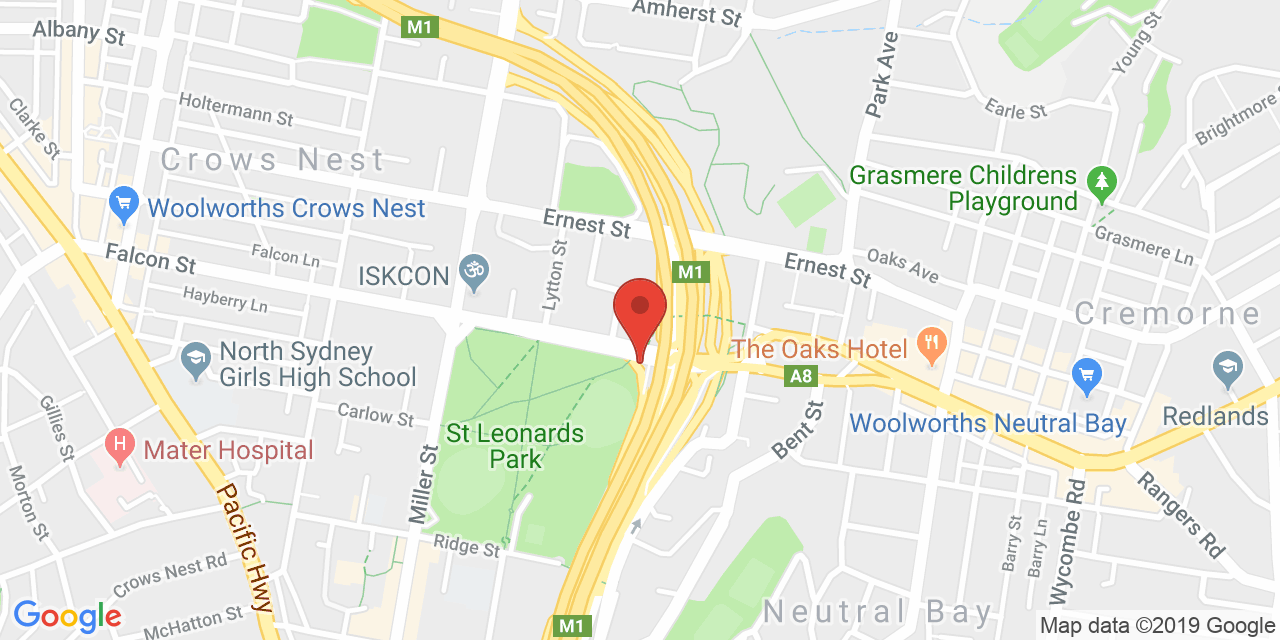 Amherst St
M1
Albany St
Young St
Park Ave
Holtermann St
Earle St
Clarke St
Brightmore S
Crows Nest
Grasmere Childrens
Playground
Woolworths Crows Nest
Ernest St
Grasmere Ln
Falcon St
Falcon Ln
Oaks Ave
Ernest St
ISKCON
Lytton St
M1
Hayberry Ln
Cremorne
North Sydney
Girls High School
The Oaks Hotel
A8
Carlow St
Redlands
Woolworths Neutral Bay
Gillies St
St Leonards
Park
Bent St
H
Mater Hospital
Miller St
Morton St
Pacific Hwy
Rangers Rd
Wycombe Rd
Barry St
Barry Ln
Ridge St
Crows Nest Rd
McHatton St
Neutral Bay
M1
Google
Map data ©2019 Google